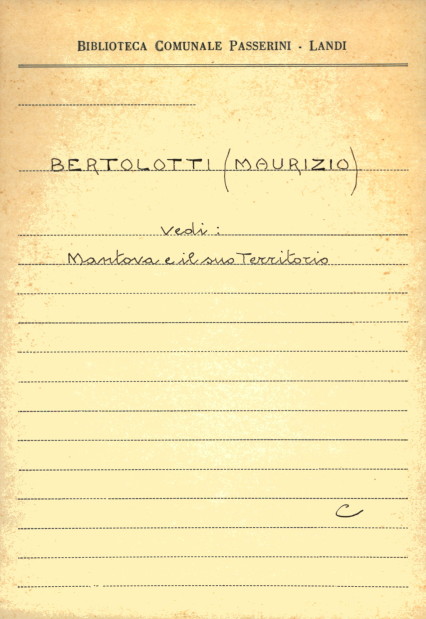 BIBLIOTECA COMUNALE PASSERINI - LANDI
BERTOLOTTI (MAURIZIO)
Vedi:
Mantova e il suo Territorio
C